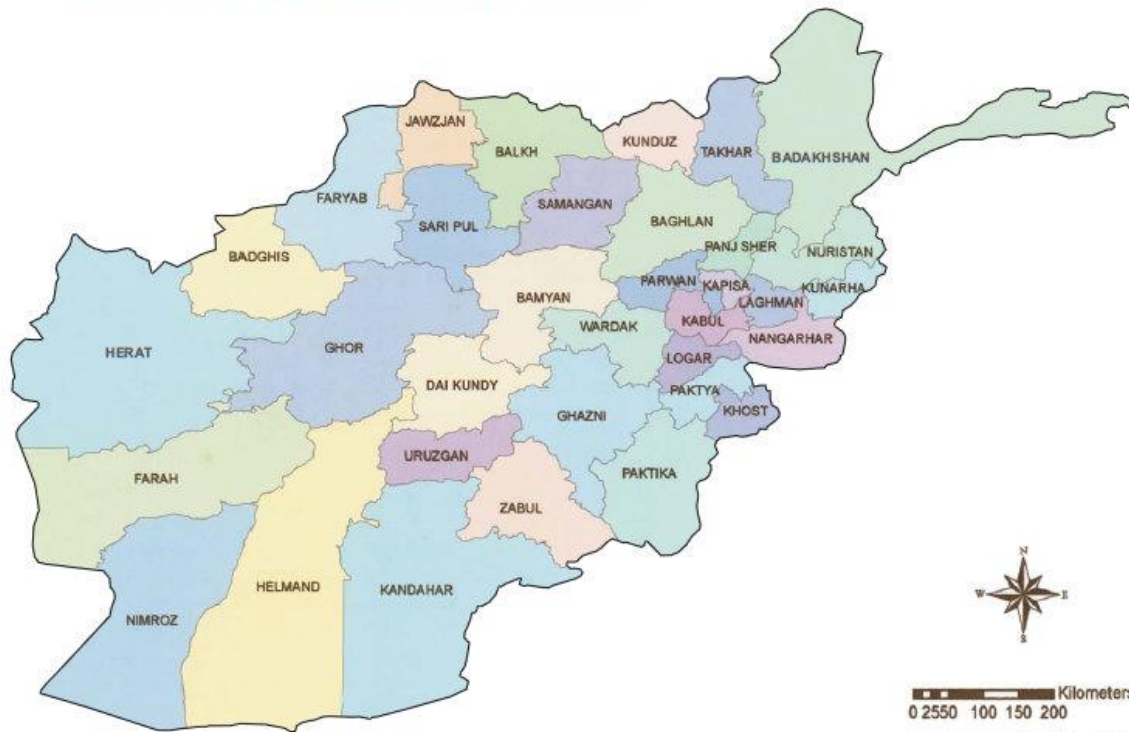 JAWZJAN
BALKH
KUNDUZ
TAKHAR
BADAKHSHAN
FARYAB
SAMANGAN
SARI PUL
BAGHLAN
PANJ SHER
NURISTAN
BADGHIS
PARWAN
KAPISA
KUNARHA
LAGHMAN
BAMYAN
KABUL
WARDAK
NANGARHAR
HERAT
GHOR
LOGAR
DAI KUNDY
PAKTYA
KHOST
GHAZNI
URUZGAN
PAKTIKA
FARAH
ZABUL
HELMAND
KANDAHAR
NIMROZ
N
W
E
S
Kilometers
0 25 50 100 150 200